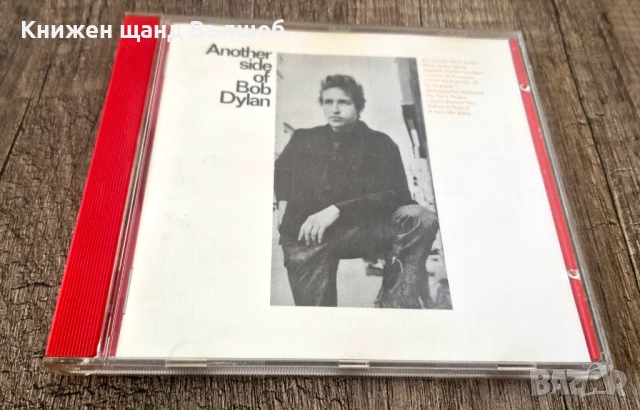 Книжен щанд Вълшеб...
Another
side
of
Bob
Dylan
All I Really Want to Do
Black Crow Blues
Spanish Harlem Incident
Chimes of Freedom
I Shall Be Free No. 10
To Ramona
Motorpsycho Nitemare
My Back Pages
I Don't Believe You
Ballad in Plain D
It Ain't Me Babe
BAZAR